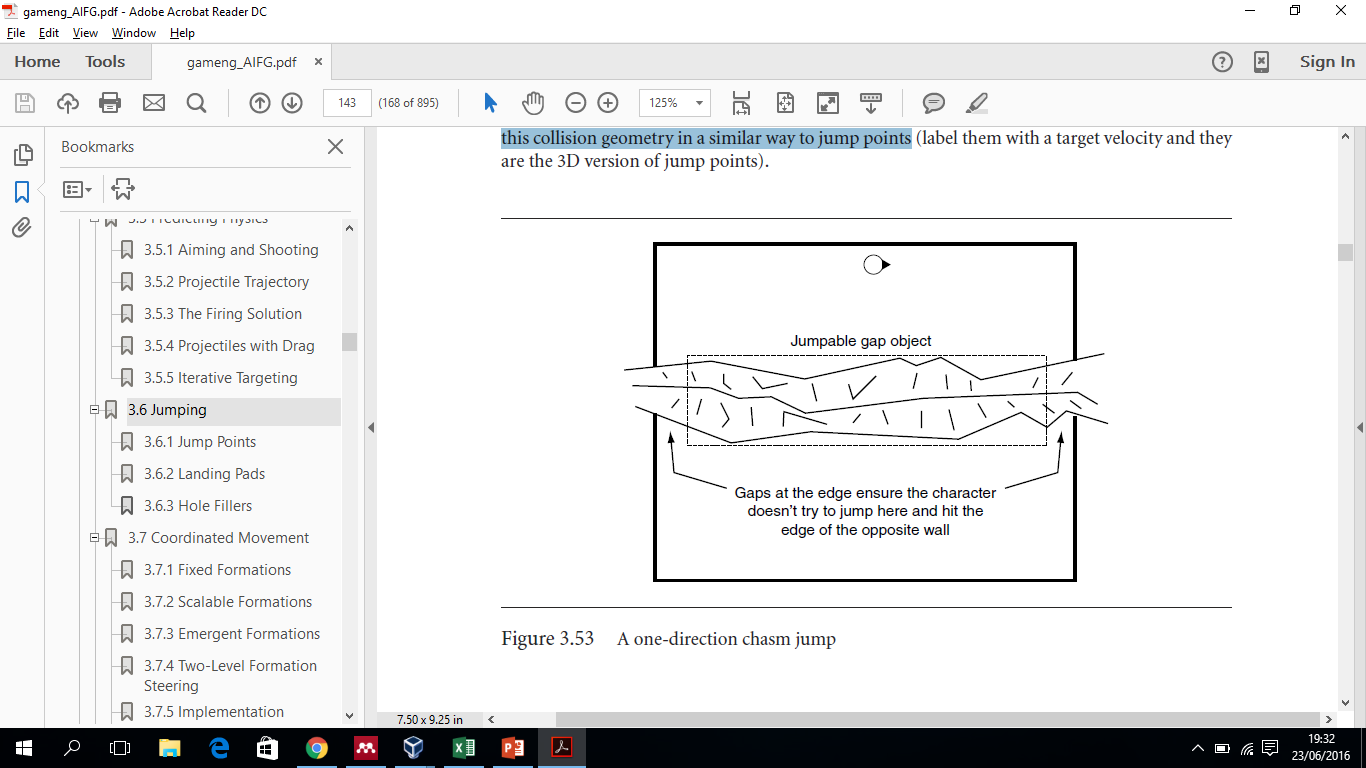 gameng_AIFG.pdf - Adobe Acrobat Reader DC
File Edit View Window Help
Home Tools gameng_AIFG.pdf × Sign In
143 (168 of 895) 125%
Bookmarks
3.5 Predicting Physics
3.5.1 Aiming and Shooting
3.5.2 Projectile Trajectory
3.5.3 The Firing Solution
3.5.4 Projectiles with Drag
3.5.5 Iterative Targeting
3.6 Jumping
3.6.1 Jump Points
3.6.2 Landing Pads
3.6.3 Hole Fillers
3.7 Coordinated Movement
3.7.1 Fixed Formations
3.7.2 Scalable Formations
3.7.3 Emergent Formations
3.7.4 Two-Level Formation
Steering
3.7.5 Implementation
this collision geometry in a similar way to jump points (label them with a target velocity and they
are the 3D version of jump points).
Jumpable gap object
Gaps at the edge ensure the character
doesn't try to jump here and hit the
edge of the opposite wall
Figure 3.53 A one-direction chasm jump
7.50 x 9.25 in
19:32
23/06/2016